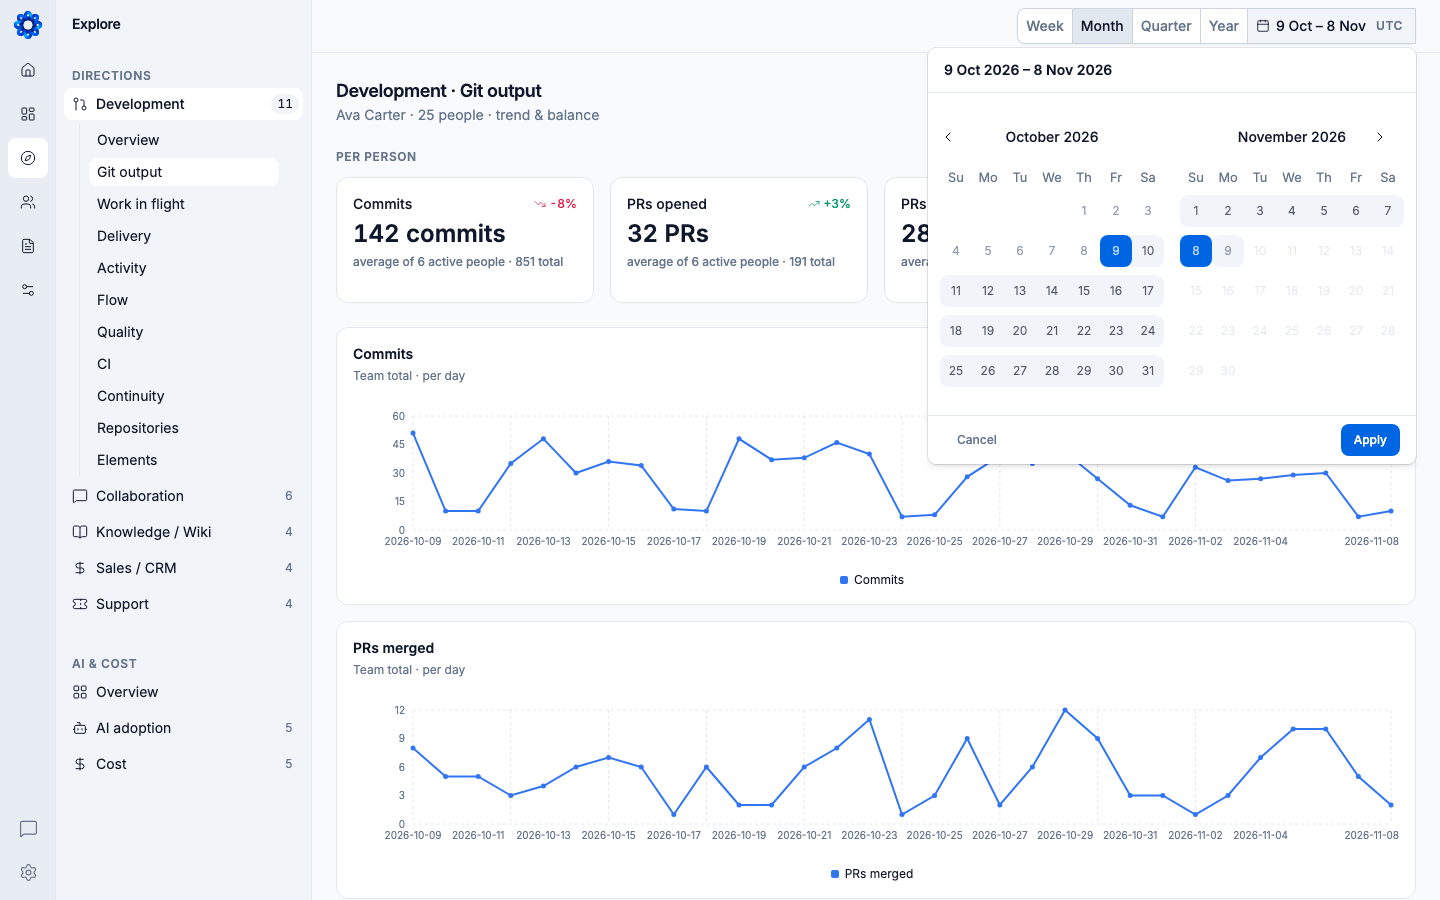 Explore
DIRECTIONS
Development 11
Overview
Git output
Work in flight
Delivery
Activity
Flow
Quality
CI
Continuity
Repositories
Elements
Collaboration 6
Knowledge / Wiki 4
Sales / CRM 4
Support 4
AI & COST
Overview
AI adoption 5
Cost 5
Week Month Quarter Year 9 Oct – 8 Nov UTC
Development · Git output
Ava Carter · 25 people · trend & balance
PER PERSON
Commits -8%
142 commits
average of 6 active people · 851 total
PRs opened +3%
32 PRs
average of 6 active people · 191 total
PRs
28
avera
9 Oct 2026 – 8 Nov 2026
October 2026
Su Mo Tu We Th Fr Sa
1 2 3
4 5 6 7 8 9 10
11 12 13 14 15 16 17
18 19 20 21 22 23 24
25 26 27 28 29 30 31
November 2026
Su Mo Tu We Th Fr Sa
1 2 3 4 5 6 7
8 9 10 11 12 13 14
15 16 17 18 19 20 21
22 23 24 25 26 27 28
29 30
Cancel Apply
Commits
Team total · per day
60
45
30
15
0
2026-10-09 2026-10-11 2026-10-13 2026-10-15 2026-10-17 2026-10-19 2026-10-21 2026-10-23 2026-10-25 2026-10-27 2026-10-29 2026-10-31 2026-11-02 2026-11-04 2026-11-08
Commits
PRs merged
Team total · per day
12
9
6
3
0
2026-10-09 2026-10-11 2026-10-13 2026-10-15 2026-10-17 2026-10-19 2026-10-21 2026-10-23 2026-10-25 2026-10-27 2026-10-29 2026-10-31 2026-11-02 2026-11-04 2026-11-08
PRs merged